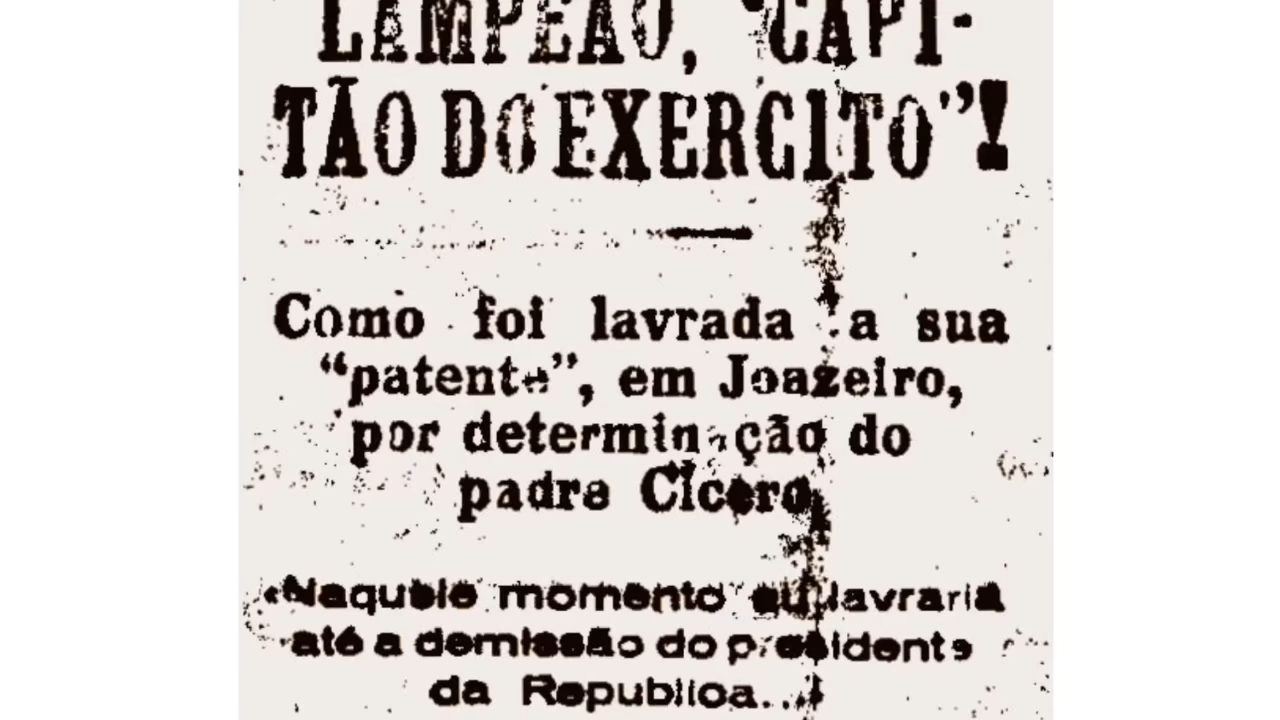 LAMPEÃO, "CAPI-
TÃO DO EXERCITO"!
Como foi lavrada a sua
"patente", em Joazeiro,
por determinação do
padre Cicero
«Naquele momento eu lavraria
até a demissão do presidente
da Republica...»